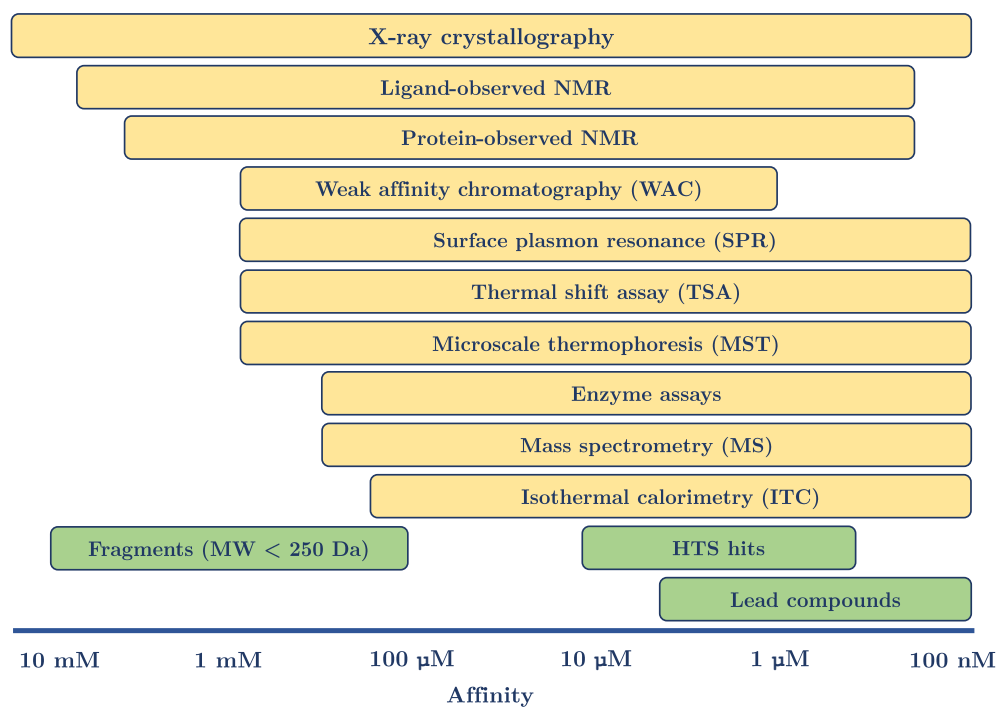 X-ray crystallography
Ligand-observed NMR
Protein-observed NMR
Weak affinity chromatography (WAC)
Surface plasmon resonance (SPR)
Thermal shift assay (TSA)
Microscale thermophoresis (MST)
Enzyme assays
Mass spectrometry (MS)
Isothermal calorimetry (ITC)
Fragments (MW < 250 Da) HTS hits
Lead compounds
10 mM 1 mM 100 µM 10 µM 1 µM 100 nM
Affinity